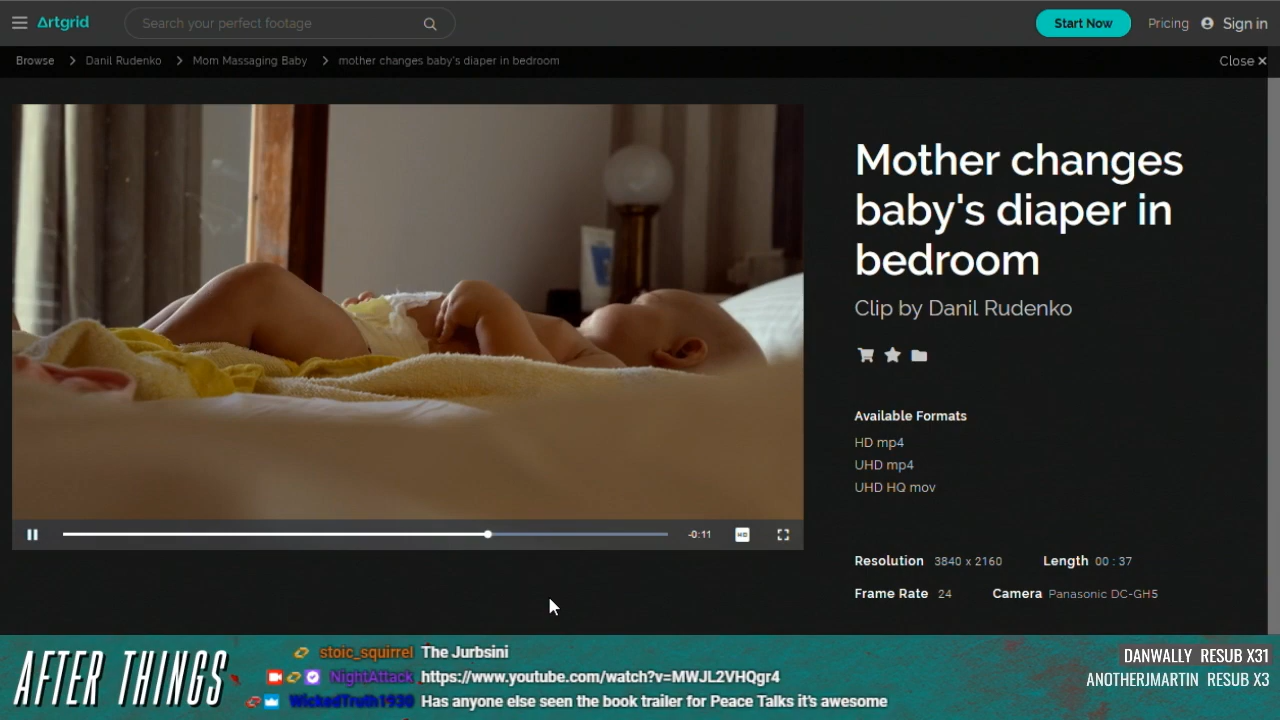 Artgrid
Search your perfect footage
Start Now
Pricing
Sign in
Browse > Danil Rudenko > Mom Massaging Baby > mother changes baby's diaper in bedroom
Close ×
Mother changes
baby's diaper in
bedroom
Clip by Danil Rudenko
Available Formats
HD mp4
UHD mp4
UHD HQ mov
-0:11
HD
Resolution 3840 x 2160 Length 00 : 37
Frame Rate 24 Camera Panasonic DC-GH5
AFTER THINGS
stoic_squirrel The Jurbsini
NightAttack https://www.youtube.com/watch?v=MWJL2VHQgr4
WickedTruth1930 Has anyone else seen the book trailer for Peace Talks it's awesome
DANWALLY RESUB X31
ANOTHERJMARTIN RESUB X3